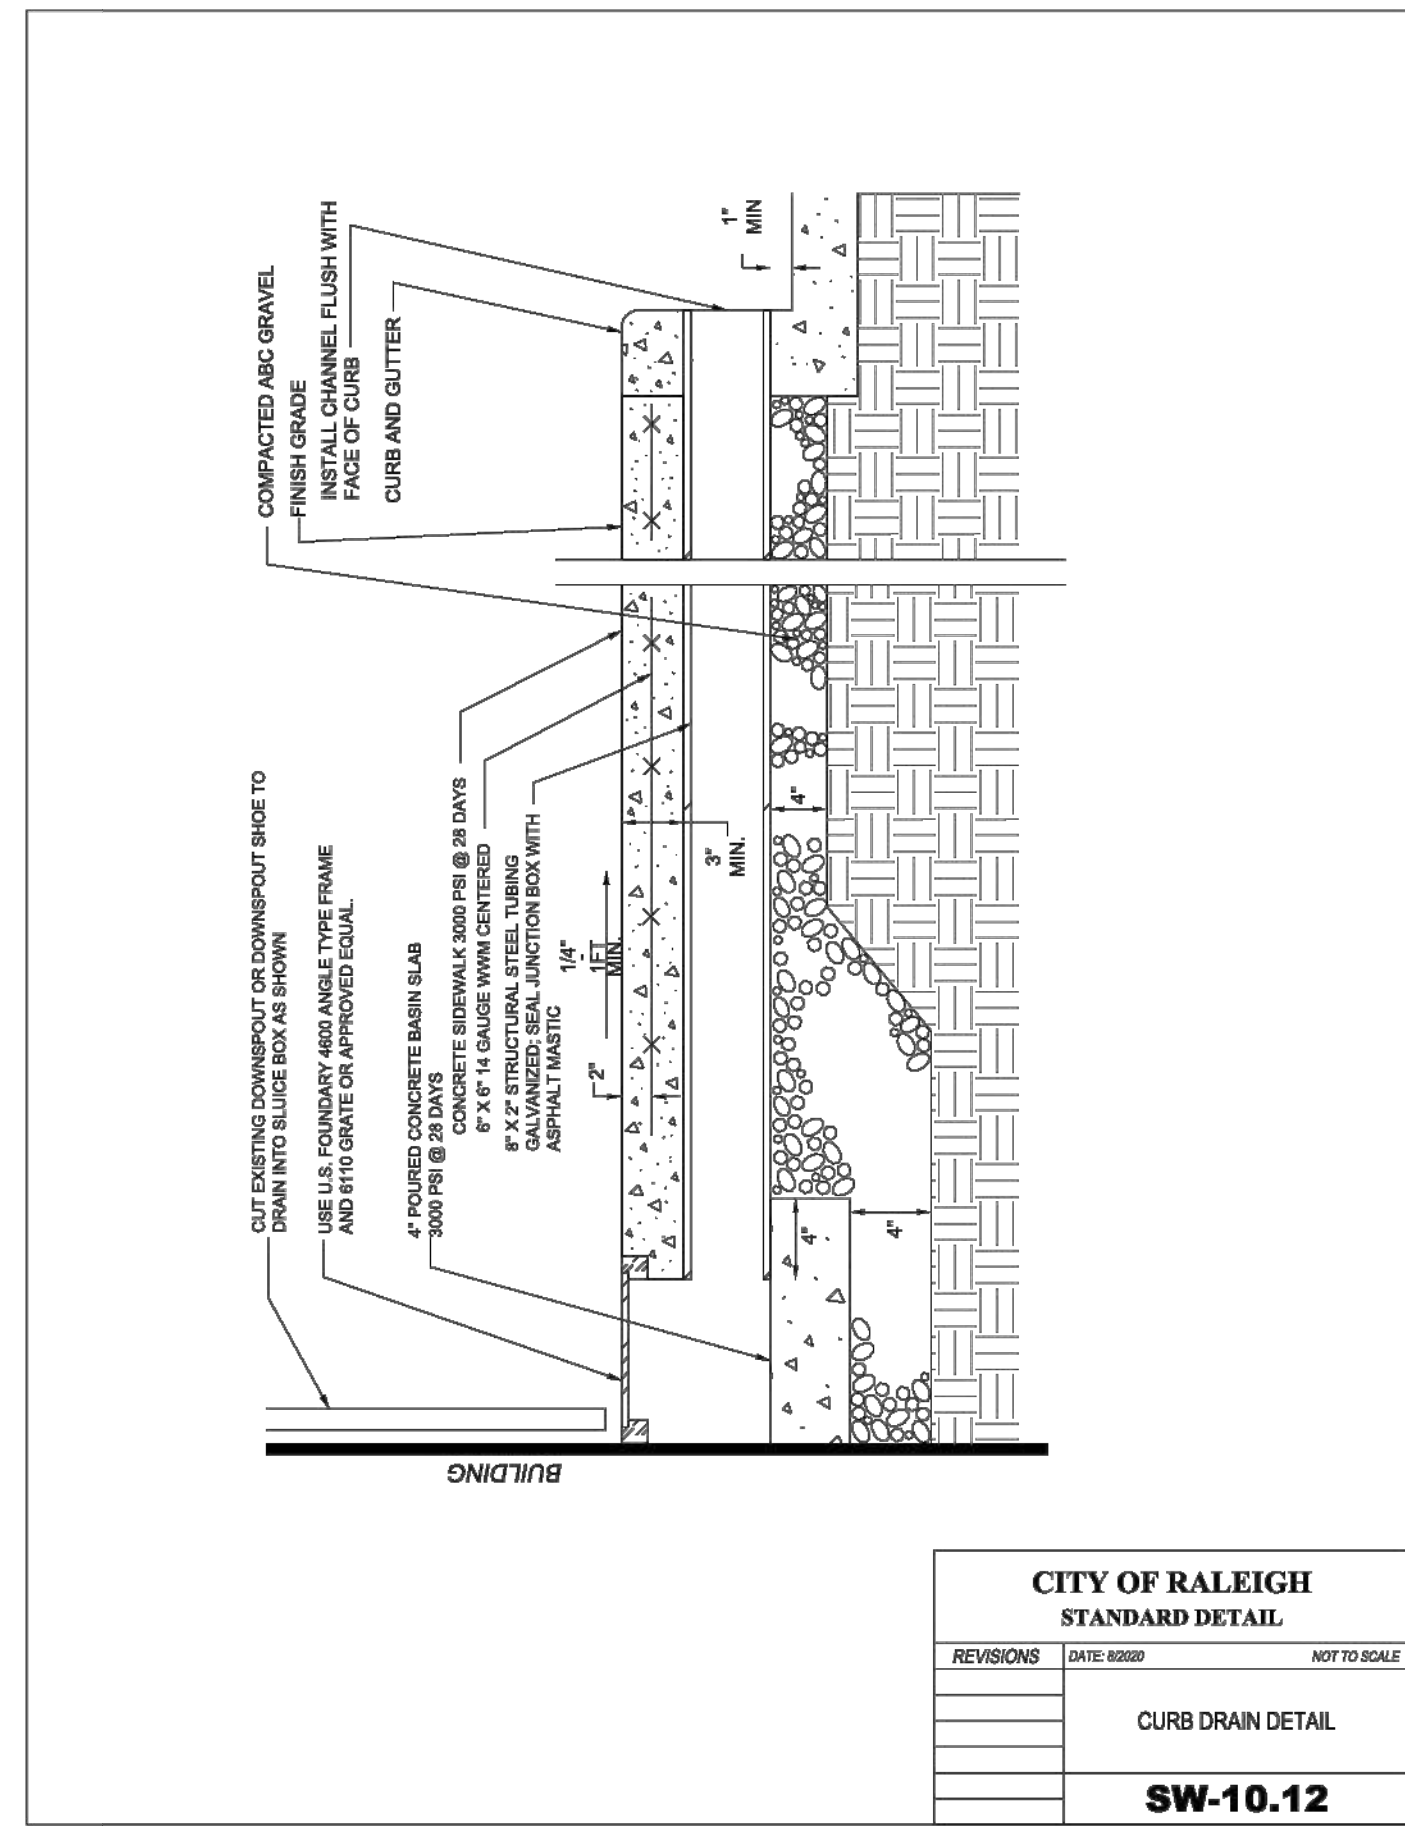 COMPACTED ABC GRAVEL
FINISH GRADE
INSTALL CHANNEL FLUSH WITH
FACE OF CURB
CURB AND GUTTER
1"
MIN
CUT EXISTING DOWNSPOUT OR DOWNSPOUT SHOE TO
DRAIN INTO SLUICE BOX AS SHOWN
USE U.S. FOUNDARY 4600 ANGLE TYPE FRAME
AND 6110 GRATE OR APPROVED EQUAL.
4" POURED CONCRETE BASIN SLAB
3000 PSI @ 28 DAYS
CONCRETE SIDEWALK 3000 PSI @ 28 DAYS
6" X 6" 14 GAUGE WWM CENTERED
8" X 2" STRUCTURAL STEEL TUBING
GALVANIZED; SEAL JUNCTION BOX WITH
ASPHALT MASTIC
1/4"
-
1FT
MIN.
2"
3"
MIN.
4"
4"
4"
BUILDING
CITY OF RALEIGH
STANDARD DETAIL
REVISIONS
DATE: 8/2020
NOT TO SCALE
CURB DRAIN DETAIL
SW-10.12